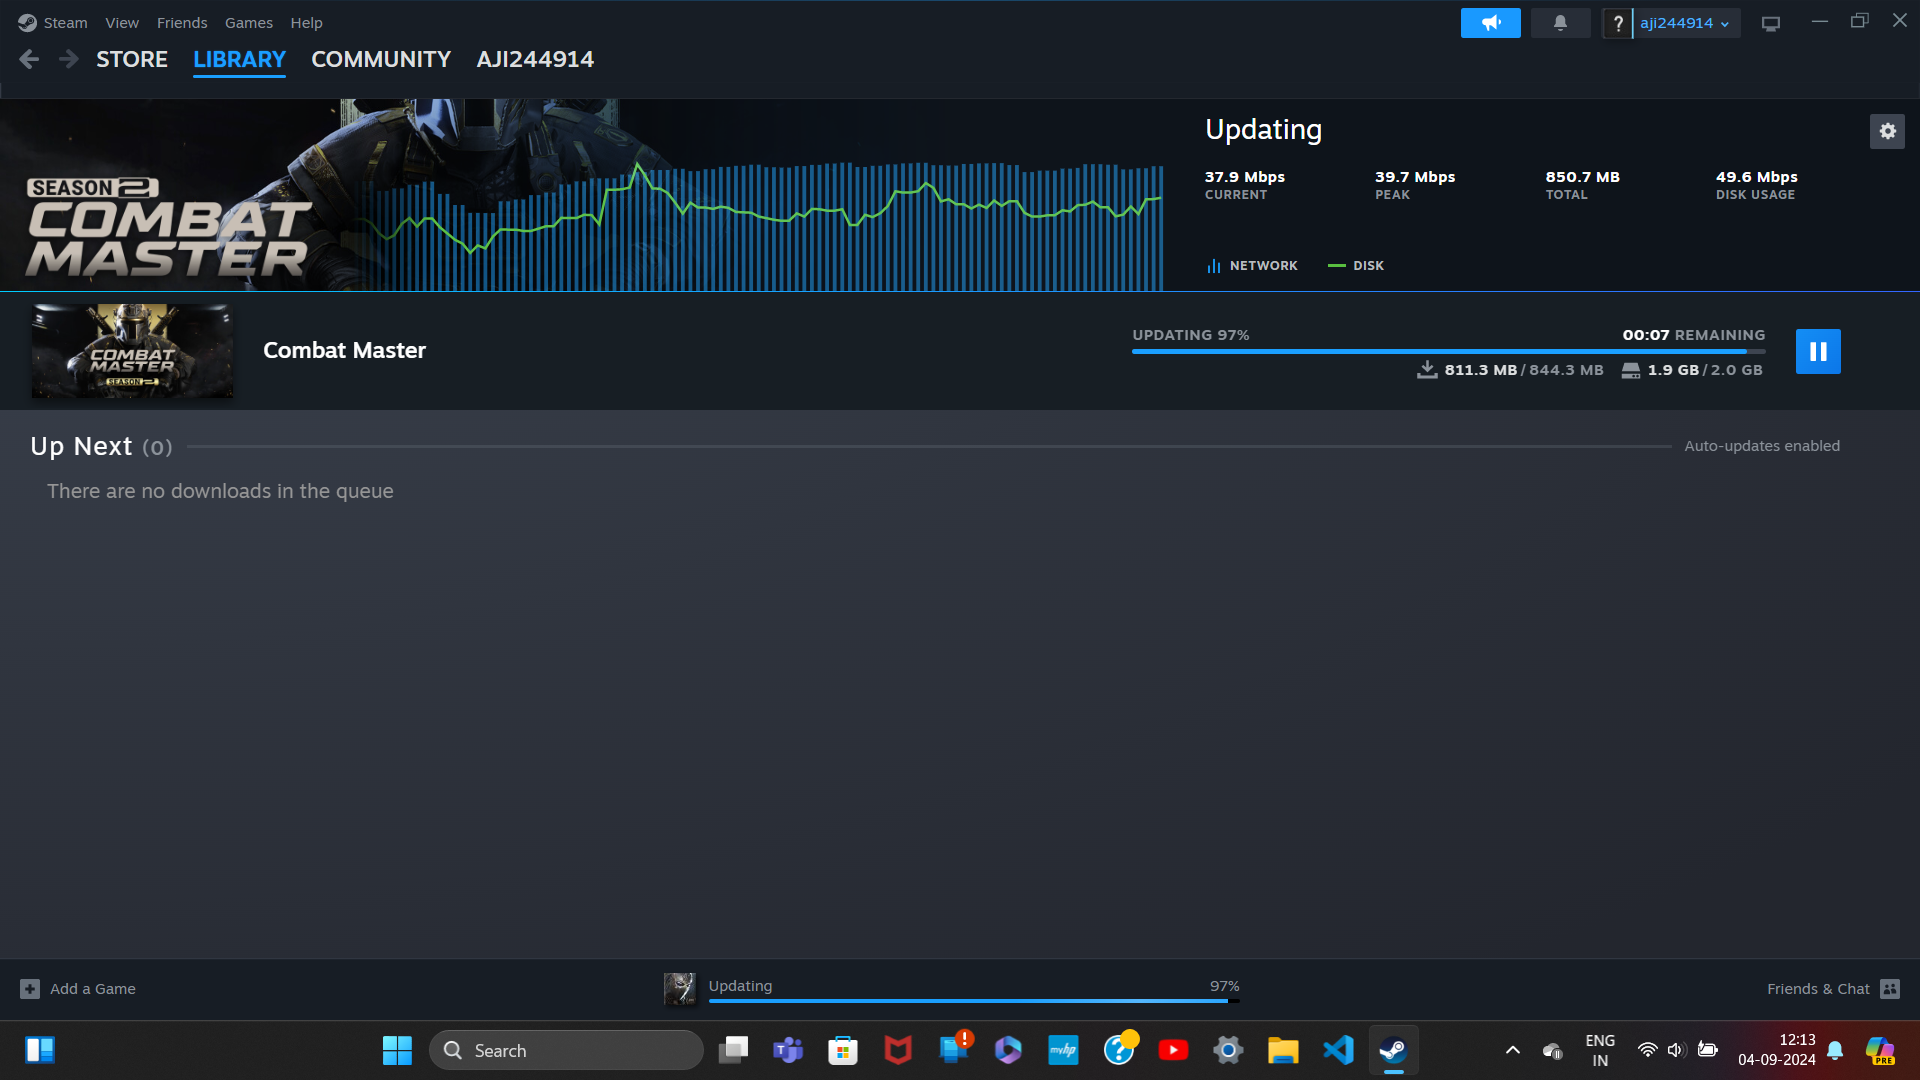 Steam View Friends Games Help
? aji244914
STORE LIBRARY COMMUNITY AJI244914
SEASON 2
COMBAT
MASTER
Updating
37.9 Mbps 39.7 Mbps 850.7 MB 49.6 Mbps
CURRENT PEAK TOTAL DISK USAGE
NETWORK DISK
COMBAT
MASTER
SEASON 2
Combat Master
UPDATING 97% 00:07 REMAINING
811.3 MB / 844.3 MB 1.9 GB / 2.0 GB
Up Next (0) Auto-updates enabled
There are no downloads in the queue
Add a Game
Updating 97%
Friends & Chat
Search
T
!
myhp
?
ENG
IN
12:13
04-09-2024
PRE